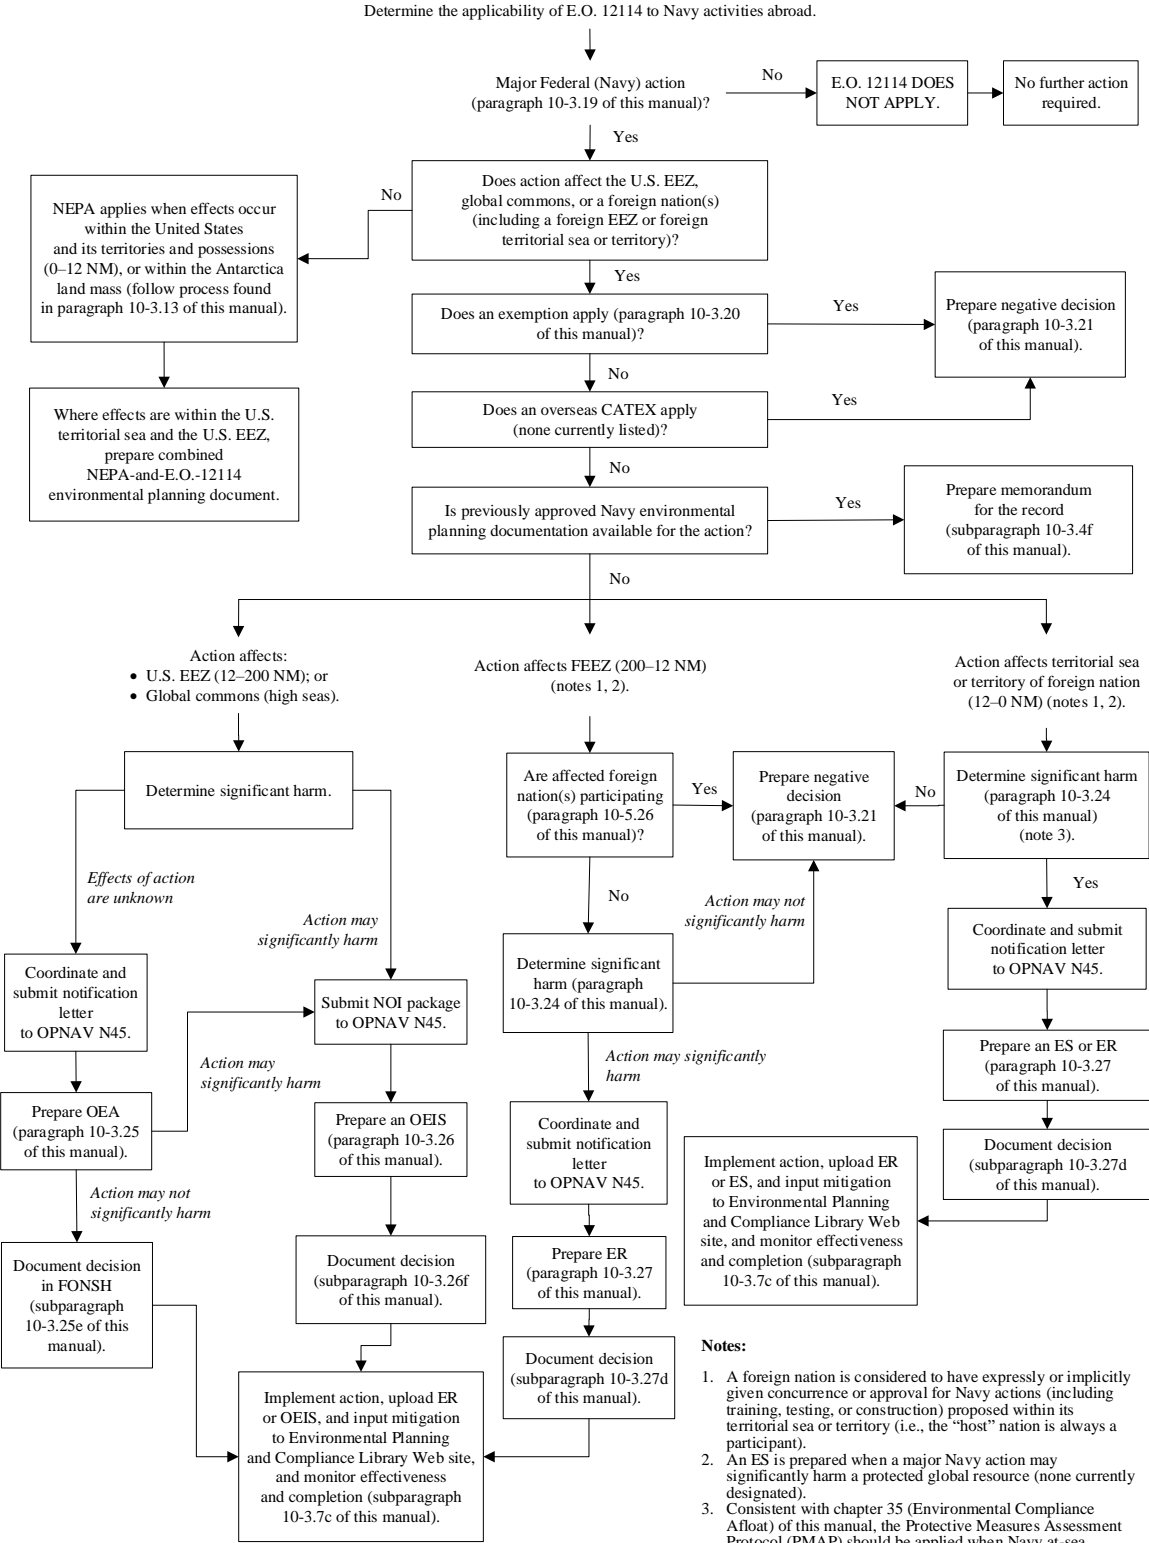 Determine the applicability of E.O. 12114 to Navy activities abroad.
Major Federal (Navy) action
(paragraph 10-3.19 of this manual)?
No
E.O. 12114 DOES
NOT APPLY.
No further action
required.
Yes
Does action affect the U.S. EEZ,
global commons, or a foreign nation(s)
(including a foreign EEZ or foreign
territorial sea or territory)?
No
NEPA applies when effects occur
within the United States
and its territories and possessions
(0–12 NM), or within the Antarctica
land mass (follow process found
in paragraph 10-3.13 of this manual).
Where effects are within the U.S.
territorial sea and the U.S. EEZ,
prepare combined
NEPA-and-E.O.-12114
environmental planning document.
Yes
Does an exemption apply (paragraph 10-3.20
of this manual)?
Yes
Prepare negative decision
(paragraph 10-3.21
of this manual).
No
Does an overseas CATEX apply
(none currently listed)?
Yes
No
Is previously approved Navy environmental
planning documentation available for the action?
Yes
Prepare memorandum
for the record
(subparagraph 10-3.4f
of this manual).
No
Action affects:
• U.S. EEZ (12–200 NM); or
• Global commons (high seas).
Action affects FEEZ (200–12 NM)
(notes 1, 2).
Action affects territorial sea
or territory of foreign nation
(12–0 NM) (notes 1, 2).
Determine significant harm.
Are affected foreign
nation(s) participating
(paragraph 10-5.26
of this manual)?
Yes
Prepare negative
decision
(paragraph 10-3.21
of this manual).
No
Determine significant harm
(paragraph 10-3.24
of this manual)
(note 3).
Effects of action
are unknown
Action may
significantly harm
No
Action may not
significantly harm
Yes
Coordinate and
submit notification
letter
to OPNAV N45.
Submit NOI package
to OPNAV N45.
Determine significant
harm (paragraph
10-3.24 of this manual).
Coordinate and submit
notification letter
to OPNAV N45.
Action may
significantly harm
Action may significantly
harm
Prepare an ES or ER
(paragraph 10-3.27
of this manual).
Prepare OEA
(paragraph 10-3.25
of this manual).
Prepare an OEIS
(paragraph 10-3.26
of this manual).
Coordinate and
submit notification
letter
to OPNAV N45.
Document decision
(subparagraph 10-3.27d
of this manual).
Implement action, upload ER
or ES, and input mitigation
to Environmental Planning
and Compliance Library Web
site, and monitor effectiveness
and completion (subparagraph
10-3.7c of this manual).
Action may not
significantly harm
Document decision
in FONSH
(subparagraph
10-3.25e of this
manual).
Document decision
(subparagraph 10-3.26f
of this manual).
Prepare ER
(paragraph 10-3.27
of this manual).
Document decision
(subparagraph 10-3.27d
of this manual).
Implement action, upload ER
or OEIS, and input mitigation
to Environmental Planning
and Compliance Library Web site,
and monitor effectiveness
and completion (subparagraph
10-3.7c of this manual).
Notes:
1. A foreign nation is considered to have expressly or implicitly
given concurrence or approval for Navy actions (including
training, testing, or construction) proposed within its
territorial sea or territory (i.e., the “host” nation is always a
participant).
2. An ES is prepared when a major Navy action may
significantly harm a protected global resource (none currently
designated).
3. Consistent with chapter 35 (Environmental Compliance
Afloat) of this manual, the Protective Measures Assessment
Protocol (PMAP) should be applied when Navy at-sea